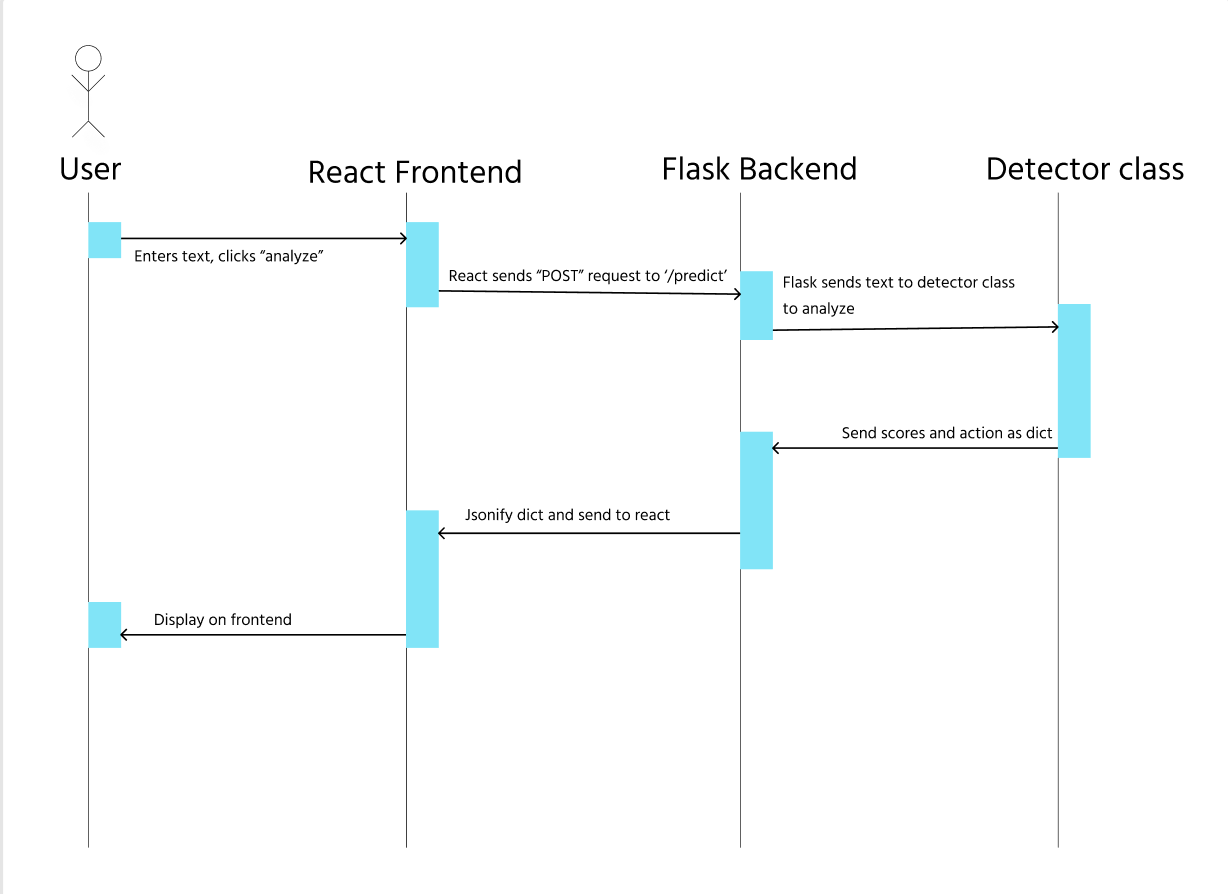 User
React Frontend
Flask Backend
Detector class
Enters text, clicks “analyze”
React sends “POST” request to ‘/predict’
Flask sends text to detector class
to analyze
Send scores and action as dict
Jsonify dict and send to react
Display on frontend